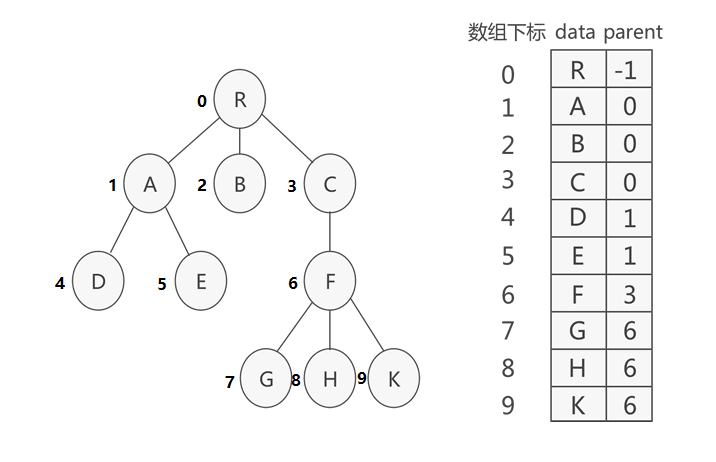 0 R
1 A 2 B 3 C
4 D 5 E 6 F
7 G 8 H 9 K
数组下标 data parent
0 R -1
1 A 0
2 B 0
3 C 0
4 D 1
5 E 1
6 F 3
7 G 6
8 H 6
9 K 6